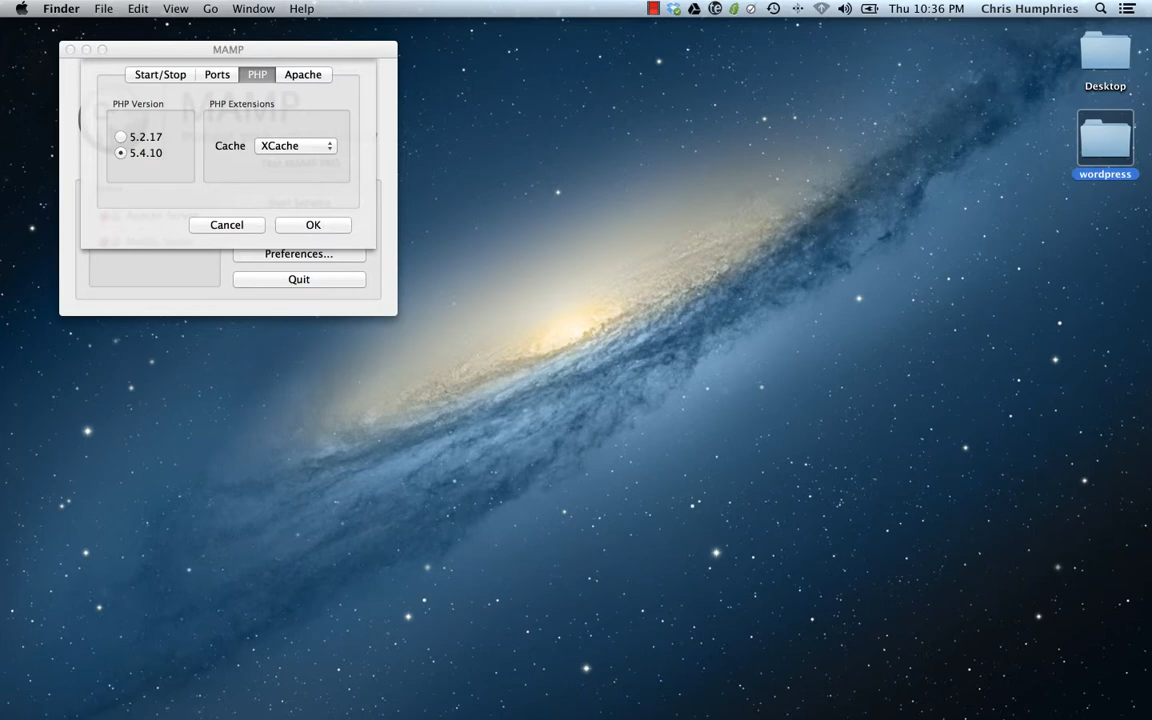 Finder File Edit View Go Window Help Thu 10:36 PM Chris Humphries
MAMP
Start/Stop Ports PHP Apache
PHP Version PHP Extensions
MAMP
5.2.17
5.4.10
Cache XCache
Cancel OK
Preferences...
Quit
Desktop
wordpress